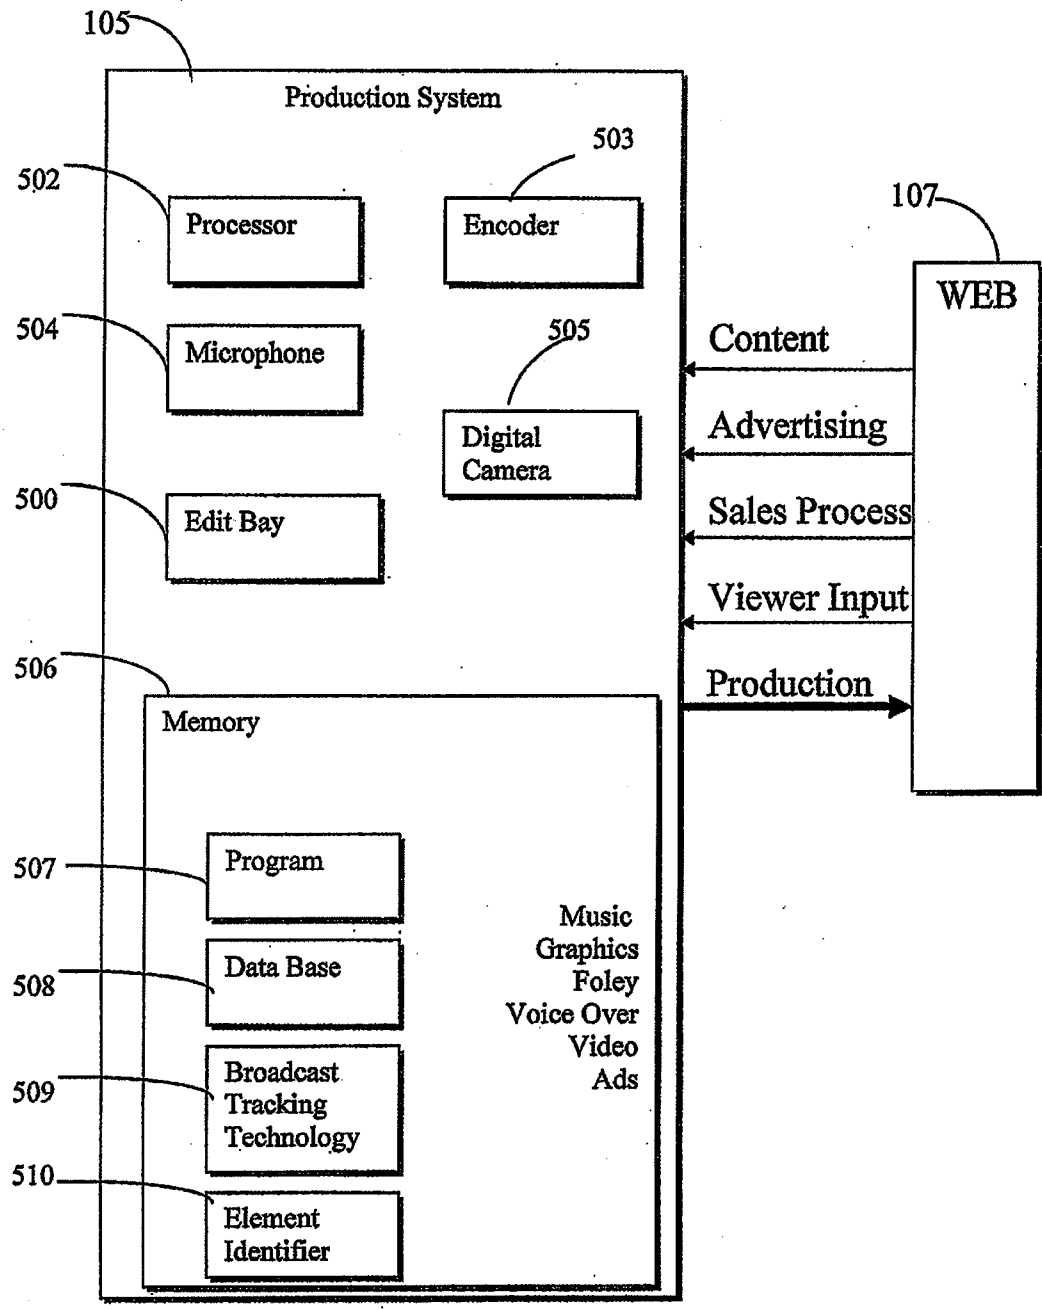 105
Production System
503
502
Processor
Encoder
107
WEB
504
Microphone
505
Content
Digital
Camera
Advertising
500
Edit Bay
Sales Process
Viewer Input
506
Memory
Production
507
Program
Music
Graphics
Foley
Voice Over
Video
Ads
508
Data Base
509
Broadcast
Tracking
Technology
510
Element
Identifier